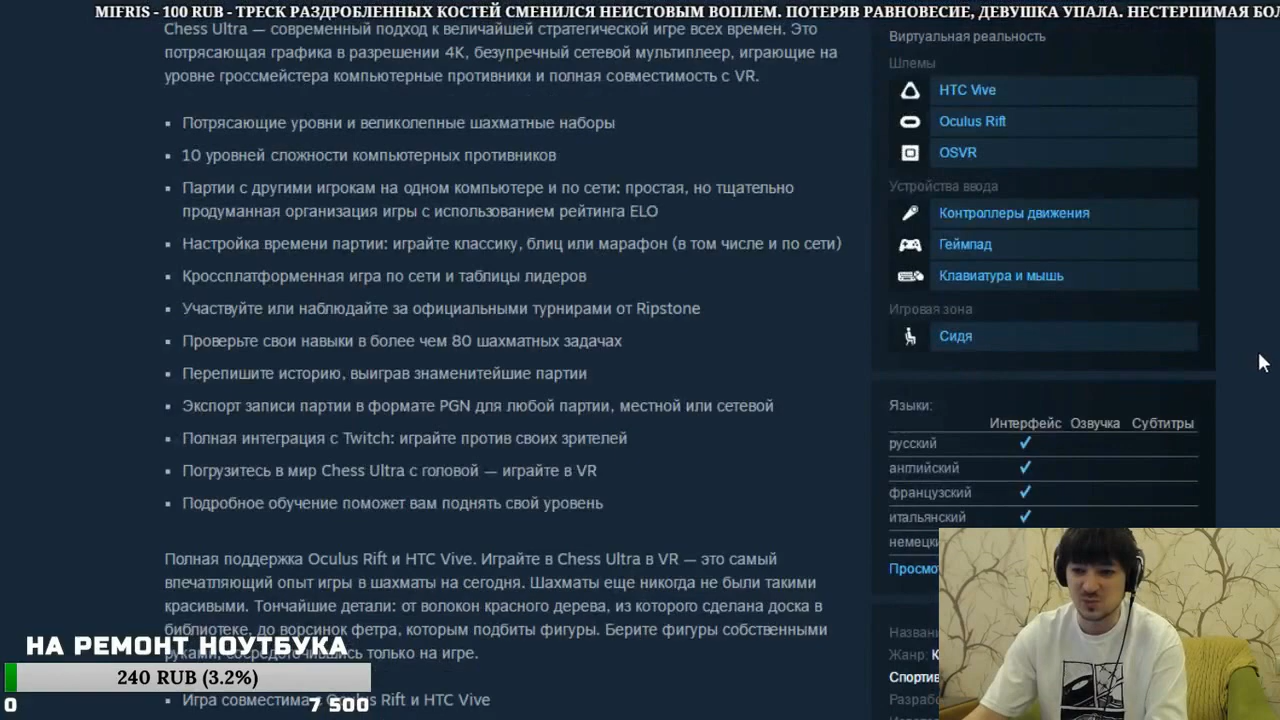 MIFRIS - 100 RUB - ТРЕСК РАЗДРОБЛЕННЫХ КОСТЕЙ СМЕНИЛСЯ НЕИСТОВЫМ ВОПЛЕМ. ПОТЕРЯВ РАВНОВЕСИЕ, ДЕВУШКА УПАЛА. НЕСТЕРПИМАЯ
Chess Ultra — современный подход к величайшей стратегической игре всех времен. Это
потрясающая графика в разрешении 4K, безупречный сетевой мультиплеер, играющие на
уровне гроссмейстера компьютерные противники и полная совместимость с VR.
▪ Потрясающие уровни и великолепные шахматные наборы
▪ 10 уровней сложности компьютерных противников
▪ Партии с другими игрокам на одном компьютере и по сети: простая, но тщательно
продуманная организация игры с использованием рейтинга ELO
▪ Настройка времени партии: играйте классику, блиц или марафон (в том числе и по сети)
▪ Кроссплатформенная игра по сети и таблицы лидеров
▪ Участвуйте или наблюдайте за официальными турнирами от Ripstone
▪ Проверьте свои навыки в более чем 80 шахматных задачах
▪ Перепишите историю, выиграв знаменитейшие партии
▪ Экспорт записи партии в формате PGN для любой партии, местной или сетевой
▪ Полная интеграция с Twitch: играйте против своих зрителей
▪ Погрузитесь в мир Chess Ultra с головой — играйте в VR
▪ Подробное обучение поможет вам поднять свой уровень
Полная поддержка Oculus Rift и HTC Vive. Играйте в Chess Ultra в VR — это самый
впечатляющий опыт игры в шахматы на сегодня. Шахматы еще никогда не были такими
красивыми. Тончайшие детали: от волокон красного дерева, из которого сделана доска в
библиотеке, до ворсинок фетра, которым подбиты фигуры. Берите фигуры собственными
руками, сосредоточившись только на игре.
▪ Игра совместима с Oculus Rift и HTC Vive
НА РЕМОНТ НОУТБУКА
240 RUB (3.2%)
0 7 500
Виртуальная реальность
Шлемы
HTC Vive
Oculus Rift
OSVR
Устройства ввода
Контроллеры движения
Геймпад
Клавиатура и мышь
Игровая зона
Сидя
Языки:
Интерфейс Озвучка Субтитры
русский ✓
английский ✓
французский ✓
итальянский ✓